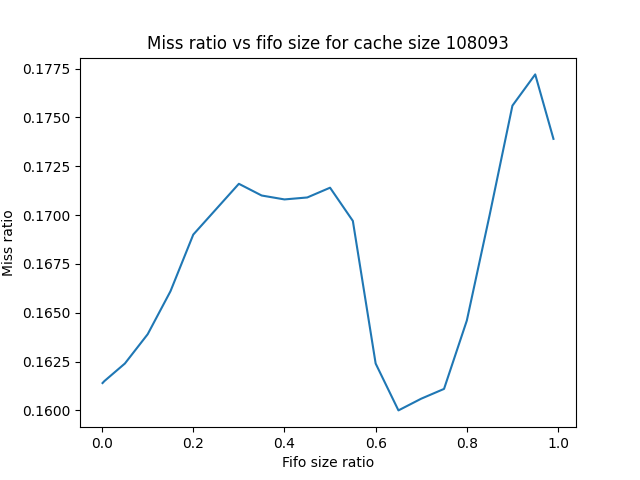 Miss ratio vs fifo size for cache size 108093
0.1775
0.1750
0.1725
0.1700
0.1675
0.1650
0.1625
0.1600
Miss ratio
0.0 0.2 0.4 0.6 0.8 1.0
Fifo size ratio